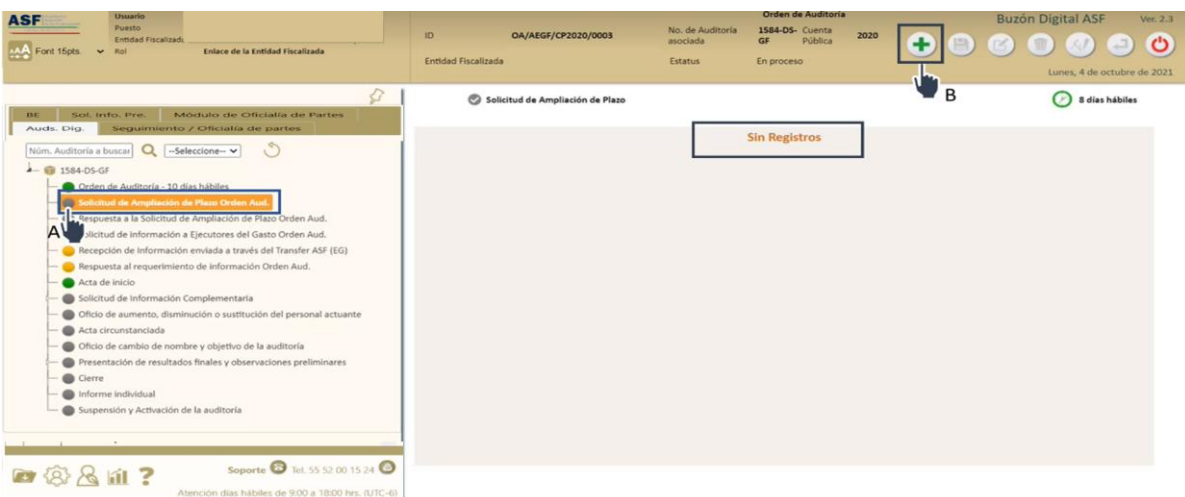 ASF
Usuario
Puesto
Entidad Fiscalizada
Rol Enlace de la Entidad Fiscalizada
AAA Font 15pts.
Orden de Auditoría
ID OA/AEGF/CP2020/0003 No. de Auditoría asociada 1584-DS-GF Cuenta Pública 2020
Entidad Fiscalizada Estatus En proceso
Buzón Digital ASF Ver. 2.3
Lunes, 4 de octubre de 2021
B
BE Sol. Info. Pre. Módulo de Oficialía de Partes
Auds. Dig. Seguimiento / Oficialía de partes
Núm. Auditoría a buscar --Seleccione--
1584-DS-GF
Orden de Auditoría - 10 días hábiles
Solicitud de Ampliación de Plazo Orden Aud.
Respuesta a la Solicitud de Ampliación de Plazo Orden Aud.
A
Solicitud de Información a Ejecutores del Gasto Orden Aud.
Recepción de Información enviada a través del Transfer ASF (EG)
Respuesta al requerimiento de información Orden Aud.
Acta de inicio
Solicitud de Información Complementaria
Oficio de aumento, disminución o sustitución del personal actuante
Acta circunstanciada
Oficio de cambio de nombre y objetivo de la auditoría
Presentación de resultados finales y observaciones preliminares
Cierre
Informe individual
Suspensión y Activación de la auditoría
Solicitud de Ampliación de Plazo
8 días hábiles
Sin Registros
?
Soporte Tel. 55 52 00 15 24
Atención días hábiles de 9:00 a 18:00 hrs. (UTC-6)